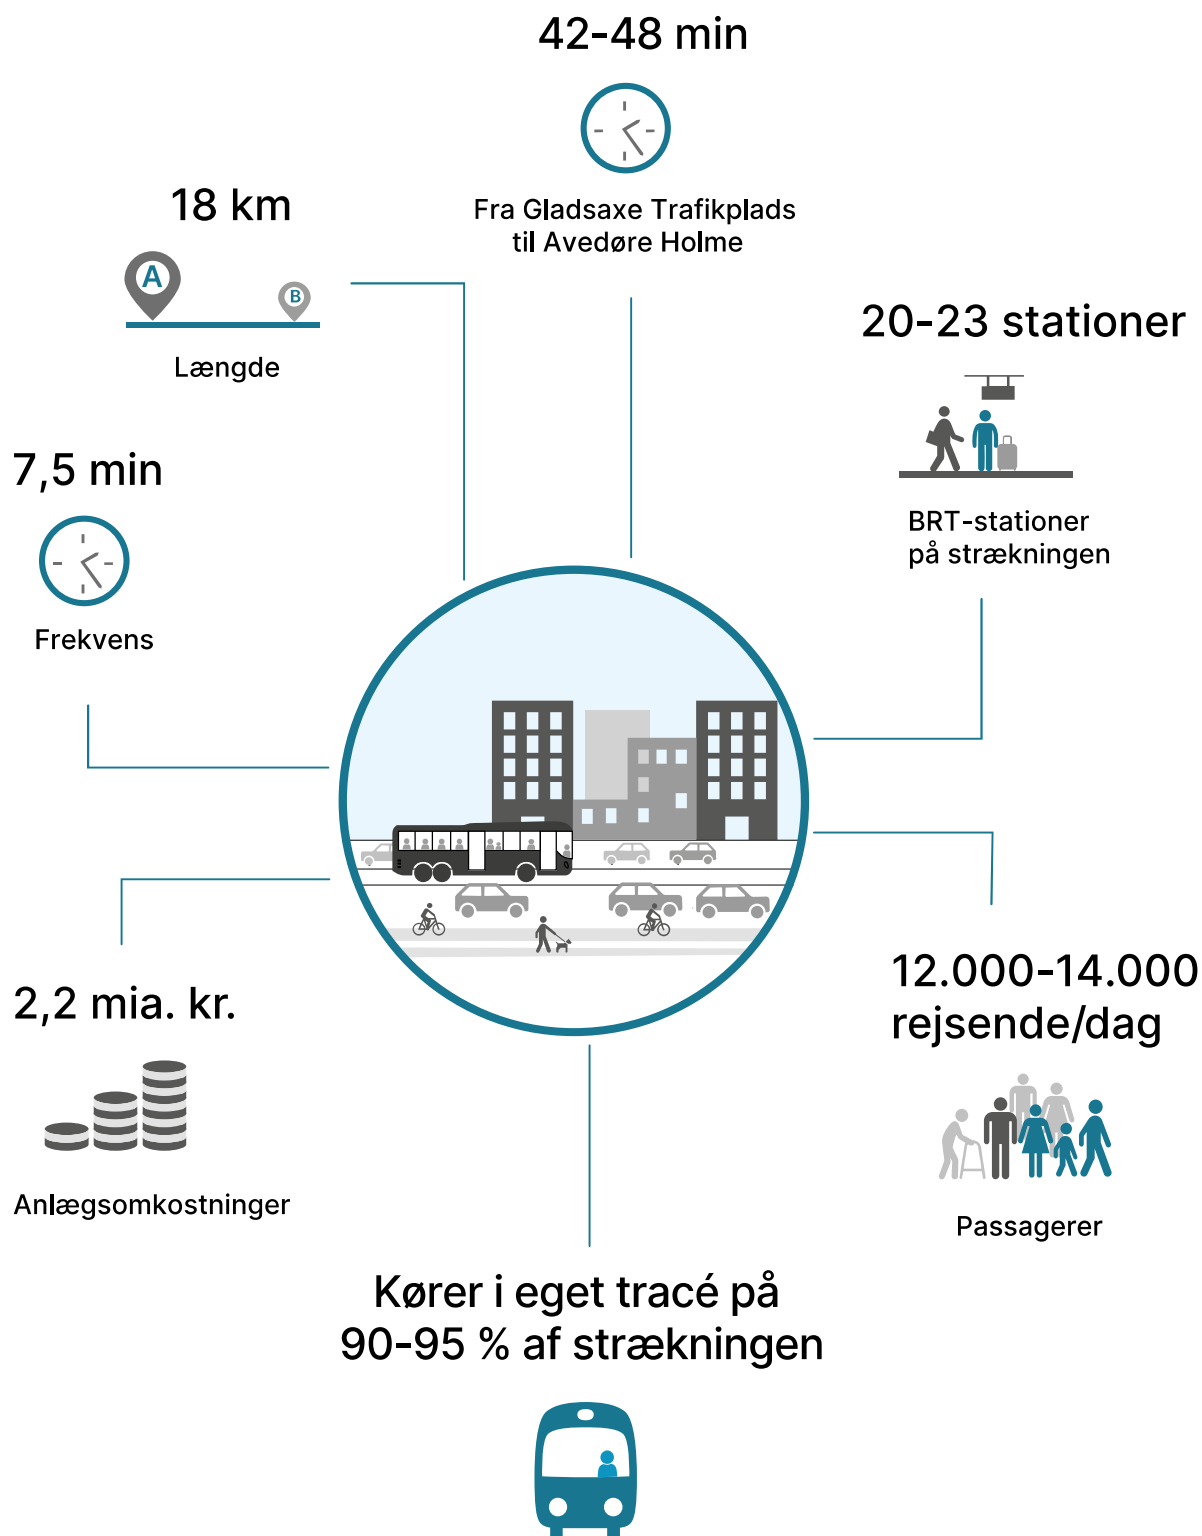 42-48 min
Fra Gladsaxe Trafikplads
til Avedøre Holme
18 km
A
B
Længde
20-23 stationer
BRT-stationer
på strækningen
7,5 min
Frekvens
2,2 mia. kr.
Anlægsomkostninger
12.000-14.000
rejsende/dag
Passagerer
Kører i eget tracé på
90-95 % af strækningen